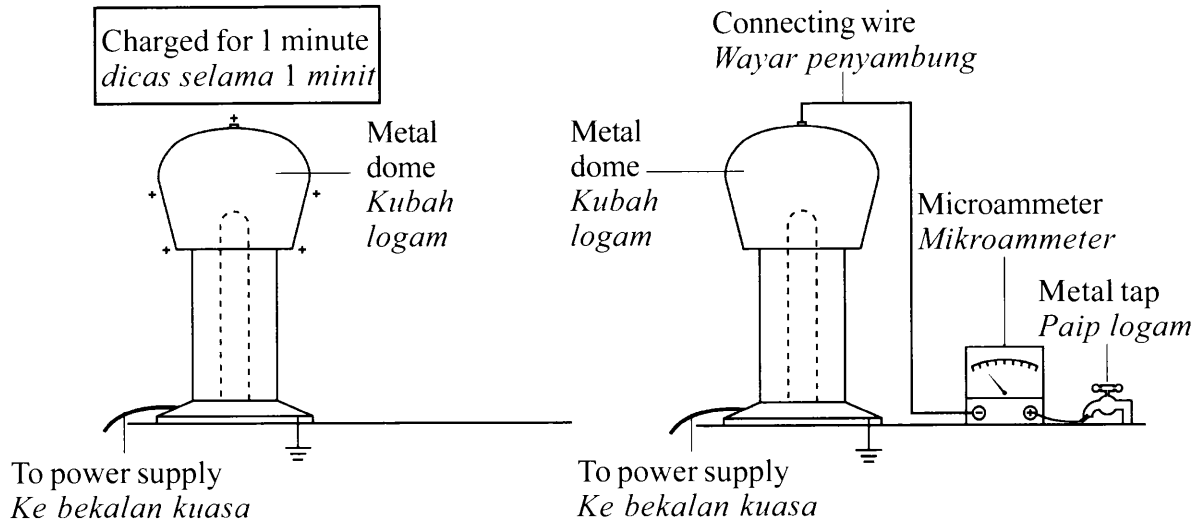 Charged for 1 minute
dicas selama 1 minit
Metal
dome
Kubah
logam
To power supply
Ke bekalan kuasa
Connecting wire
Wayar penyambung
Metal
dome
Kubah
logam
Microammeter
Mikroammeter
Metal tap
Paip logam
To power supply
Ke bekalan kuasa